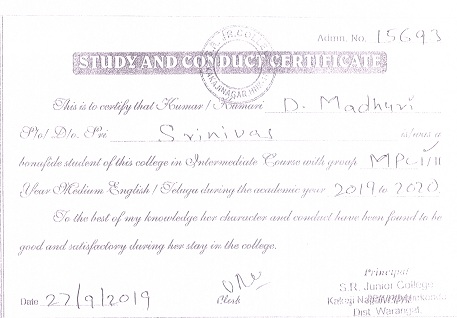 Admn. No. 15693
STUDY AND CONDUCT CERTIFICATE
This is to certify that Kumar / Kumari D. Madhuri
S/o/ D/o. Sri Srinivas is/was a
bonafide student of this college in Intermediate Course with group MPC I/II
Year Medium English / Telugu during the academic year 2019 to 2020.
To the best of my knowledge her character and conduct have been found to be
good and satisfactory during her stay in the college.
Date 27/9/2019 Clerk
Principal
S.R. Junior College
Dist. Warangal.